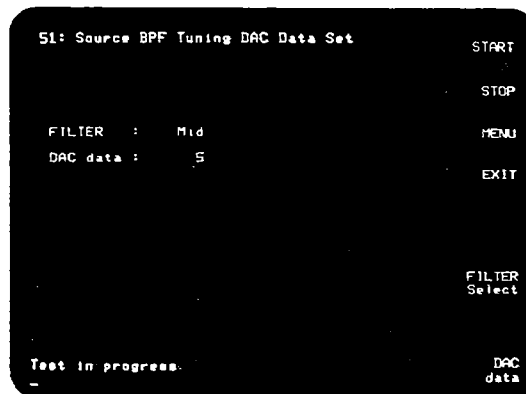 51: Source BPF Tuning DAC Data Set
START
STOP
FILTER : Mid
MENU
DAC data : 5
EXIT
FILTER
Select
Test in progress.
DAC
data